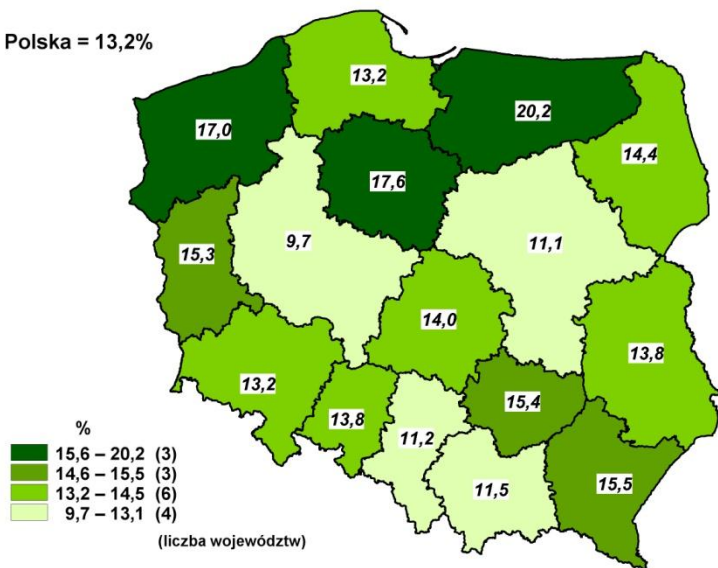 Polska = 13,2%
13,2
20,2
17,0
14,4
17,6
9,7
11,1
15,3
14,0
13,8
13,2
15,4
13,8
11,2
15,5
11,5
%
15,6 – 20,2 (3)
14,6 – 15,5 (3)
13,2 – 14,5 (6)
9,7 – 13,1 (4)
(liczba województw)